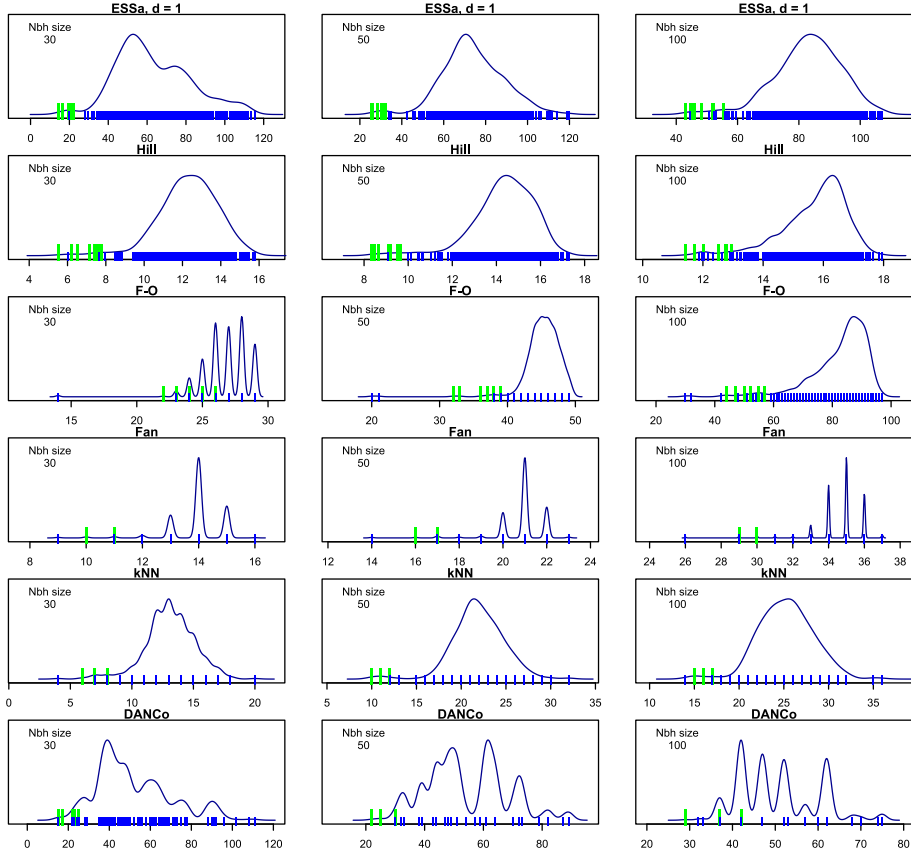 ESSa, d = 1 ESSa, d = 1 ESSa, d = 1
Nbh size Nbh size Nbh size
30 50 100
0 20 40 60 80 100 120 20 40 60 80 100 120 40 60 80 100
Hill Hill Hill
Nbh size Nbh size Nbh size
30 50 100
4 6 8 10 12 14 16 8 10 12 14 16 18 10 12 14 16 18
F-O F-O F-O
Nbh size Nbh size Nbh size
30 50 100
15 20 25 30 20 30 40 50 20 40 60 80 100
Fan Fan Fan
Nbh size Nbh size Nbh size
30 50 100
8 10 12 14 16 12 14 16 18 20 22 24 24 26 28 30 32 34 36 38
kNN kNN kNN
Nbh size Nbh size Nbh size
30 50 100
0 5 10 15 20 5 10 15 20 25 30 35 10 15 20 25 30 35
DANCo DANCo DANCo
Nbh size Nbh size Nbh size
30 50 100
0 20 40 60 80 100 120 20 40 60 80 20 30 40 50 60 70 80